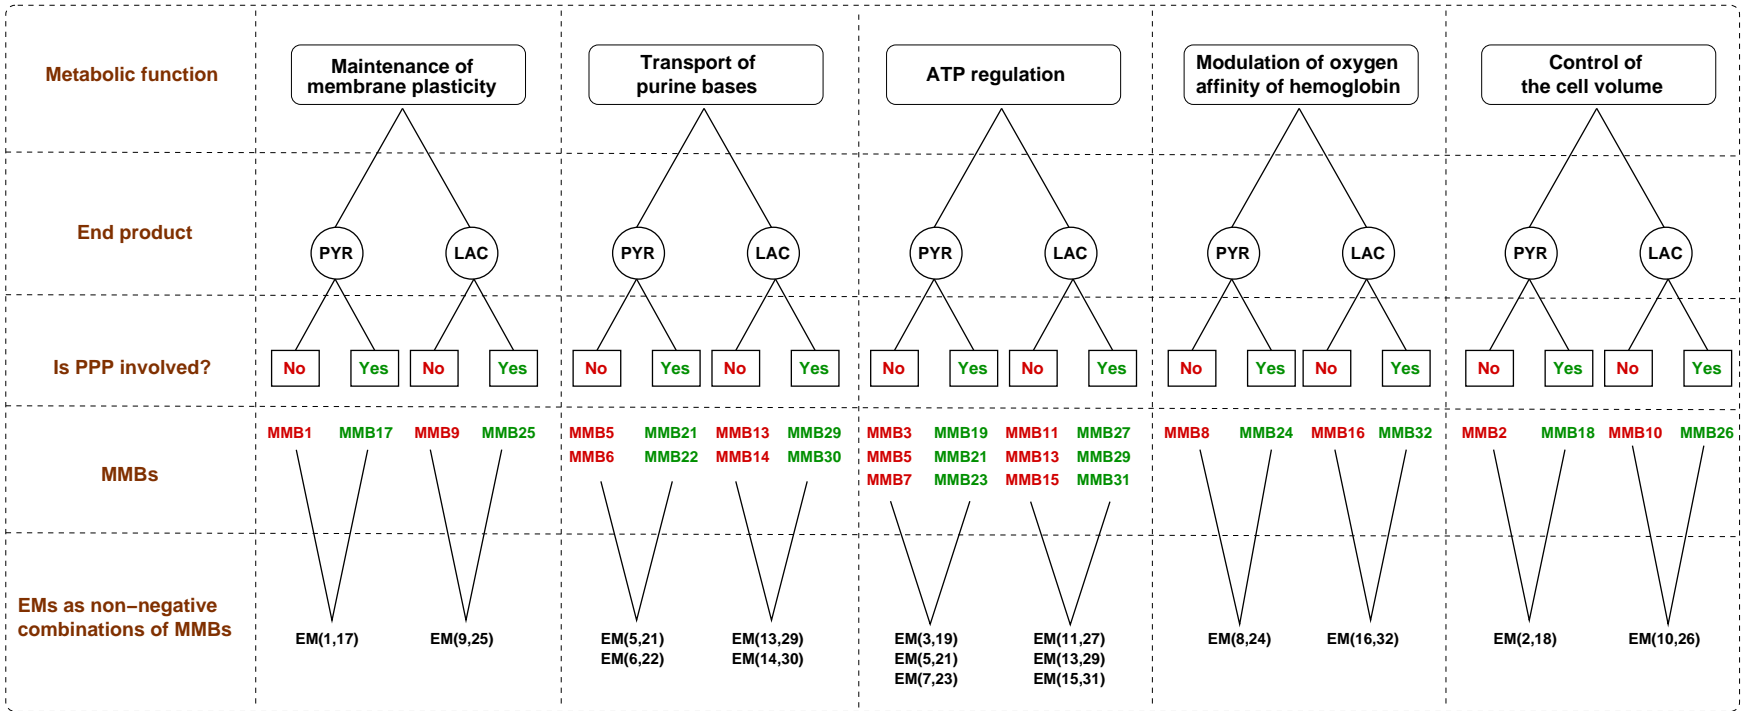 Metabolic function
Maintenance of
membrane plasticity
Transport of
purine bases
ATP regulation
Modulation of oxygen
affinity of hemoglobin
Control of
the cell volume
End product
PYR
LAC
PYR
LAC
PYR
LAC
PYR
LAC
PYR
LAC
Is PPP involved?
No
Yes
No
Yes
No
Yes
No
Yes
No
Yes
No
Yes
No
Yes
No
Yes
No
Yes
No
Yes
MMBs
MMB1 MMB17 MMB9 MMB25
MMB5 MMB21 MMB13 MMB29
MMB6 MMB22 MMB14 MMB30
MMB3 MMB19 MMB11 MMB27
MMB5 MMB21 MMB13 MMB29
MMB7 MMB23 MMB15 MMB31
MMB8 MMB24 MMB16 MMB32
MMB2 MMB18 MMB10 MMB26
EMs as non−negative
combinations of MMBs
EM(1,17) EM(9,25)
EM(5,21) EM(13,29)
EM(6,22) EM(14,30)
EM(3,19) EM(11,27)
EM(5,21) EM(13,29)
EM(7,23) EM(15,31)
EM(8,24) EM(16,32)
EM(2,18) EM(10,26)